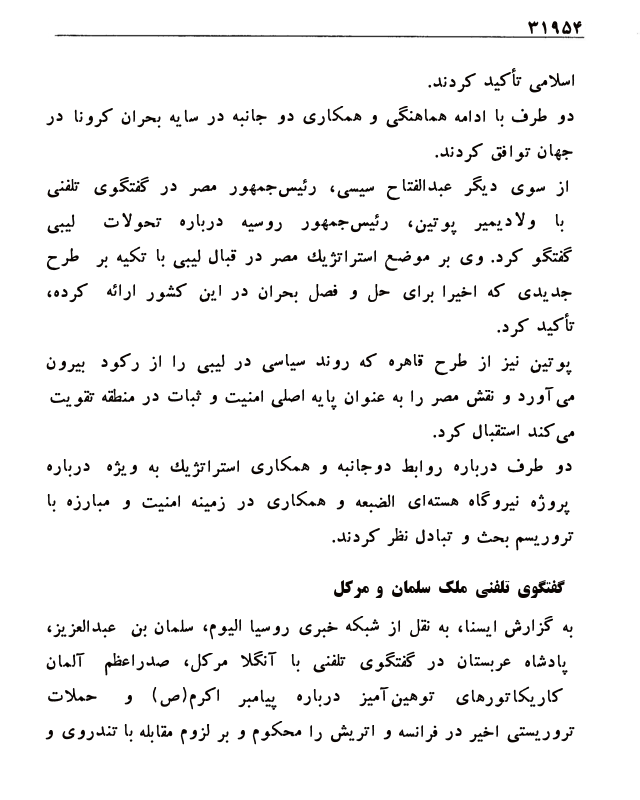 ۳۱۹۵۴
اسلامی تأکید کردند.
دو طرف با ادامه هماهنگی و همکاری دو جانبه در سایه بحران کرونا در
جهان توافق کردند.
از سوی دیگر عبدالفتاح سیسی، رئیس‌جمهور مصر در گفتگوی تلفنی
با ولادیمیر پوتین، رئیس‌جمهور روسیه درباره تحولات لیبی
گفتگو کرد. وی بر موضع استراتژیك مصر در قبال لیبی با تکیه بر طرح
جدیدی که اخیرا برای حل و فصل بحران در این کشور ارائه کرده،
تأکید کرد.
پوتین نیز از طرح قاهره که روند سیاسی در لیبی را از رکود بیرون
می‌آورد و نقش مصر را به عنوان پایه اصلی امنیت و ثبات در منطقه تقویت
می‌کند استقبال کرد.
دو طرف درباره روابط دوجانبه و همکاری استراتژیك به ویژه درباره
پروژه نیروگاه هسته‌ای الضبعه و همکاری در زمینه امنیت و مبارزه با
تروریسم بحث و تبادل نظر کردند.
گفتگوی تلفنی ملک سلمان و مرکل
به گزارش ایسنا، به نقل از شبکه خبری روسیا الیوم، سلمان بن عبدالعزیز،
پادشاه عربستان در گفتگوی تلفنی با آنگلا مرکل، صدراعظم آلمان
کاریکاتورهای توهین‌آمیز درباره پیامبر اکرم(ص) و حملات
تروریستی اخیر در فرانسه و اتریش را محکوم و بر لزوم مقابله با تندروی و